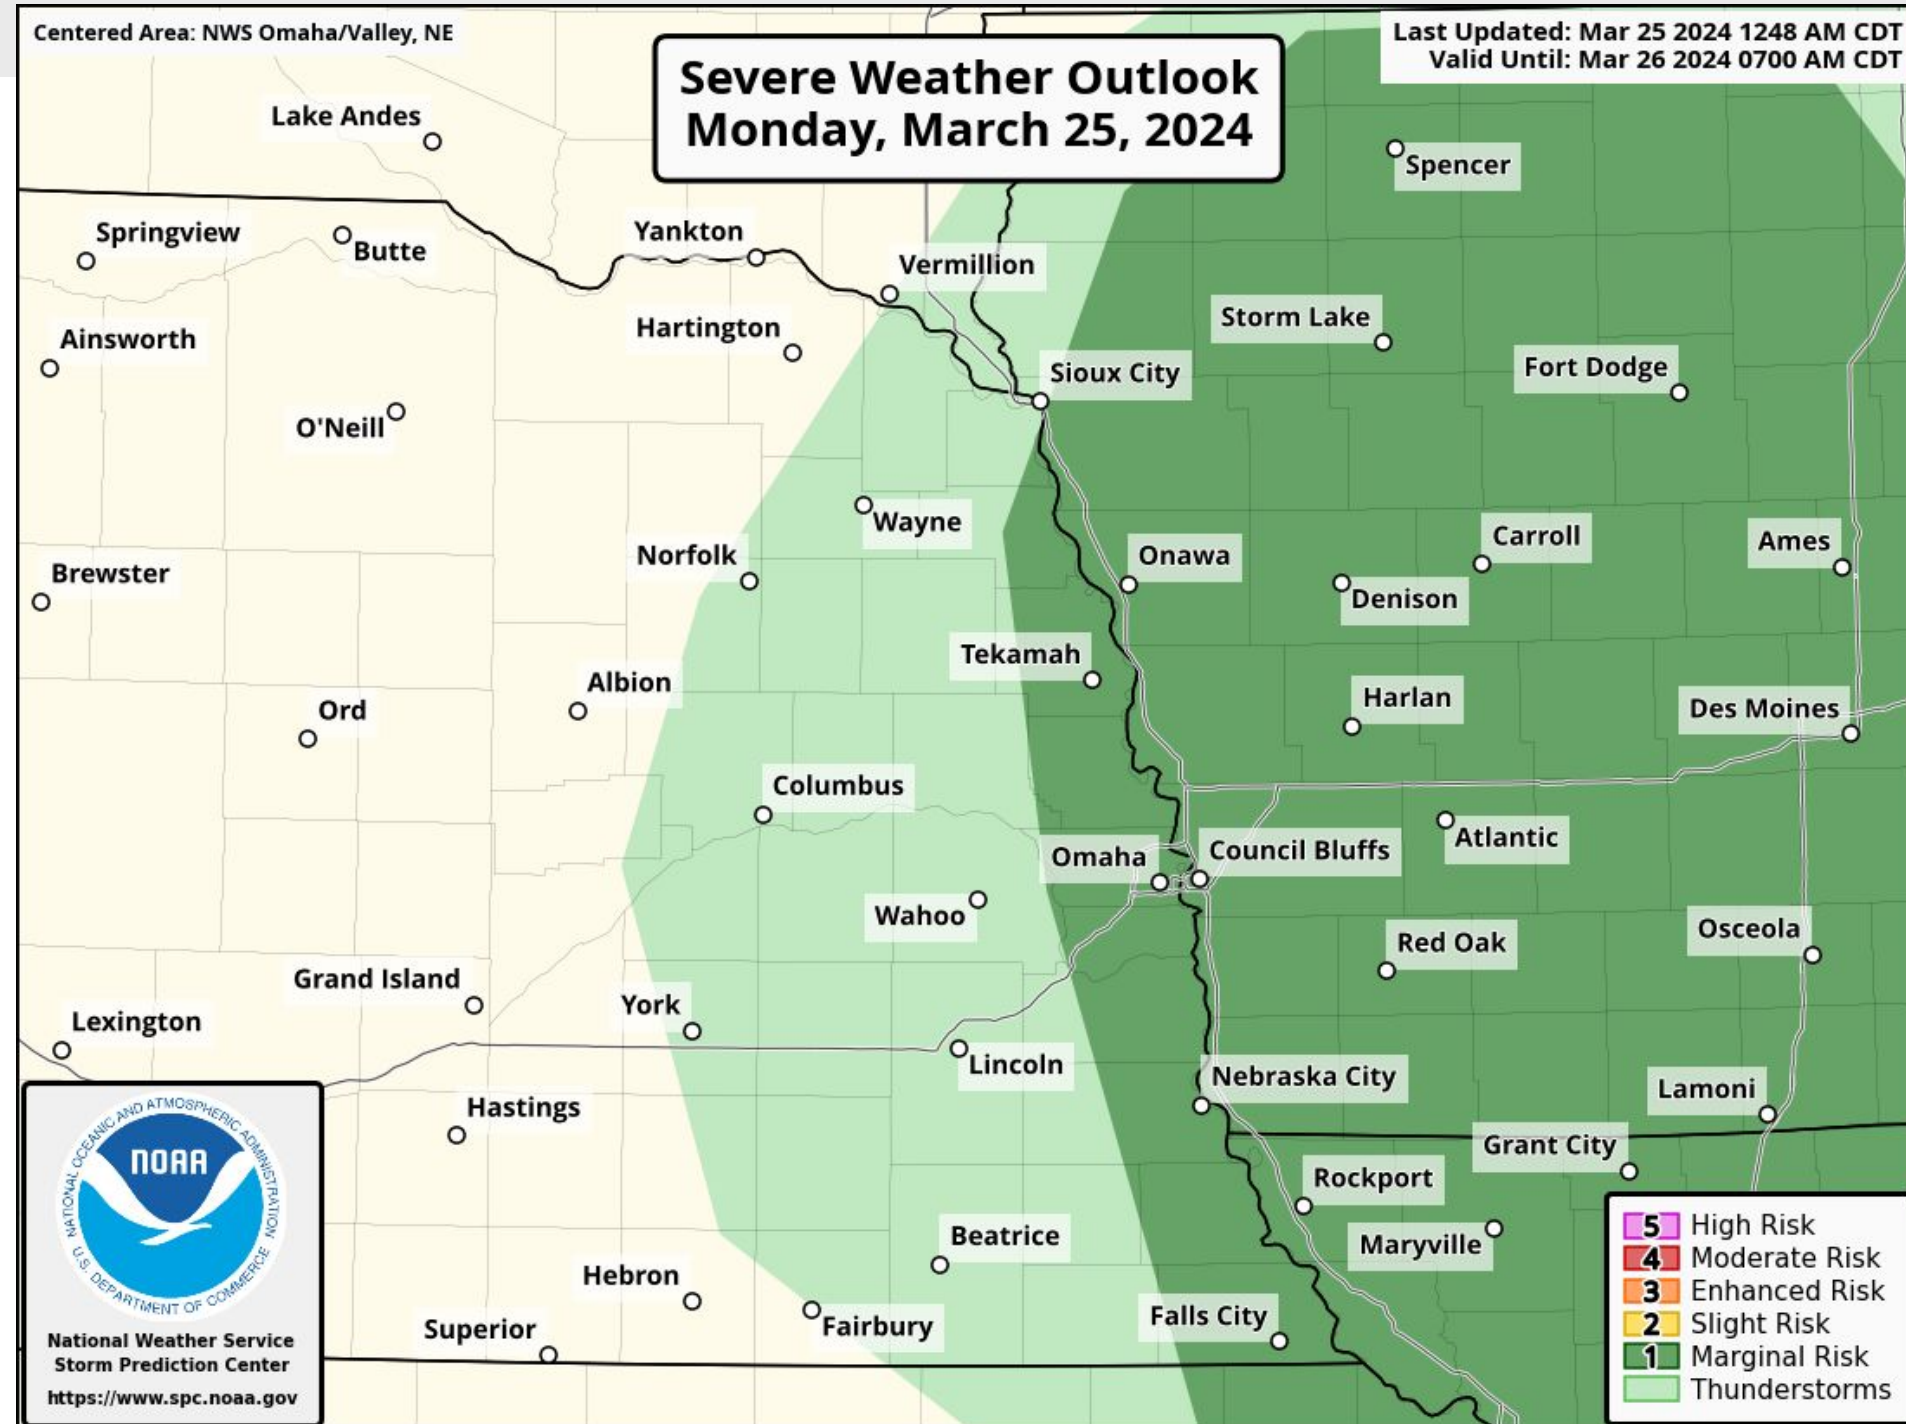 Centered Area: NWS Omaha/Valley, NE
Last Updated: Mar 25 2024 1248 AM CDT
Valid Until: Mar 26 2024 0700 AM CDT
Severe Weather Outlook
Monday, March 25, 2024
Lake Andes
Spencer
Springview
Butte
Yankton
Vermillion
Ainsworth
Hartington
Storm Lake
Sioux City
Fort Dodge
O'Neill
Wayne
Carroll
Ames
Norfolk
Onawa
Brewster
Denison
Tekamah
Albion
Harlan
Ord
Des Moines
Columbus
Atlantic
Omaha
Council Bluffs
Wahoo
Osceola
Red Oak
Grand Island
York
Lexington
Lincoln
Nebraska City
Lamoni
Hastings
Grant City
Rockport
Beatrice
Maryville
Hebron
Falls City
Fairbury
Superior
NATIONAL OCEANIC AND ATMOSPHERIC ADMINISTRATION
NOAA
U.S. DEPARTMENT OF COMMERCE
National Weather Service
Storm Prediction Center
https://www.spc.noaa.gov
5 High Risk
4 Moderate Risk
3 Enhanced Risk
2 Slight Risk
1 Marginal Risk
Thunderstorms